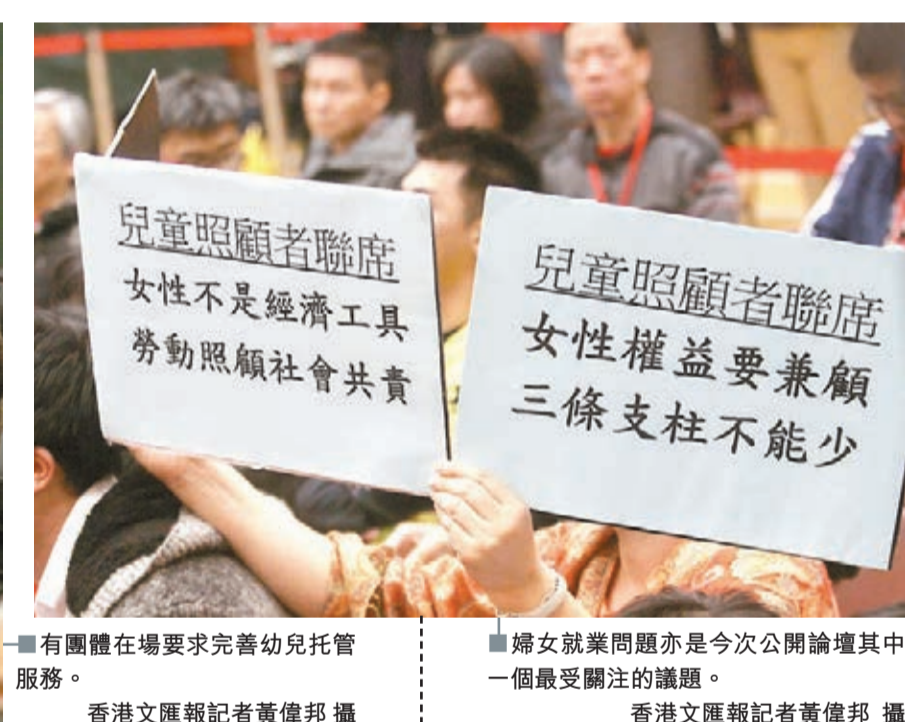 兒童照顧者聯席
女性不是經濟工具
勞動照顧社會共責
兒童照顧者聯席
女性權益要兼顧
三條支柱不能少
■有團體在場要求完善幼兒托管
服務。
香港文匯報記者黃偉邦 攝
■婦女就業問題亦是今次公開論壇其中
一個最受關注的議題。
香港文匯報記者黃偉邦 攝